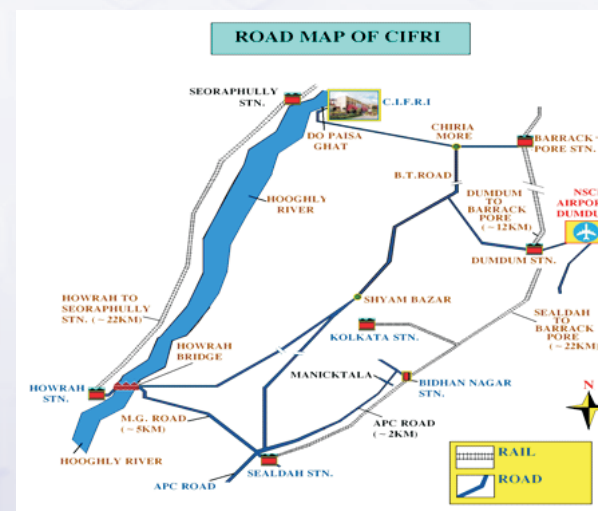 ROAD MAP OF CIFRI
SEORAPHULLY
STN.
C.I.F.R.I
DO PAISA
GHAT
CHIRIA
MORE
BARRACK
PORE STN.
B.T.ROAD
HOOGHLY
RIVER
DUMDUM
TO
BARRACK
PORE
(~12KM)
DUMDUM STN.
HOWRAH TO
SEORAPHULLY
STN. (~22KM)
SHYAM BAZAR
SEALDAH
TO
BARRACK
PORE
(~22KM)
KOLKATA STN.
HOWRAH
BRIDGE
HOWRAH
STN.
MANICKTALA
BIDHAN NAGAR
STN.
M.G. ROAD
(~5KM)
APC ROAD
(~2KM)
HOOGHLY RIVER
SEALDAH STN.
APC ROAD
N
RAIL
ROAD